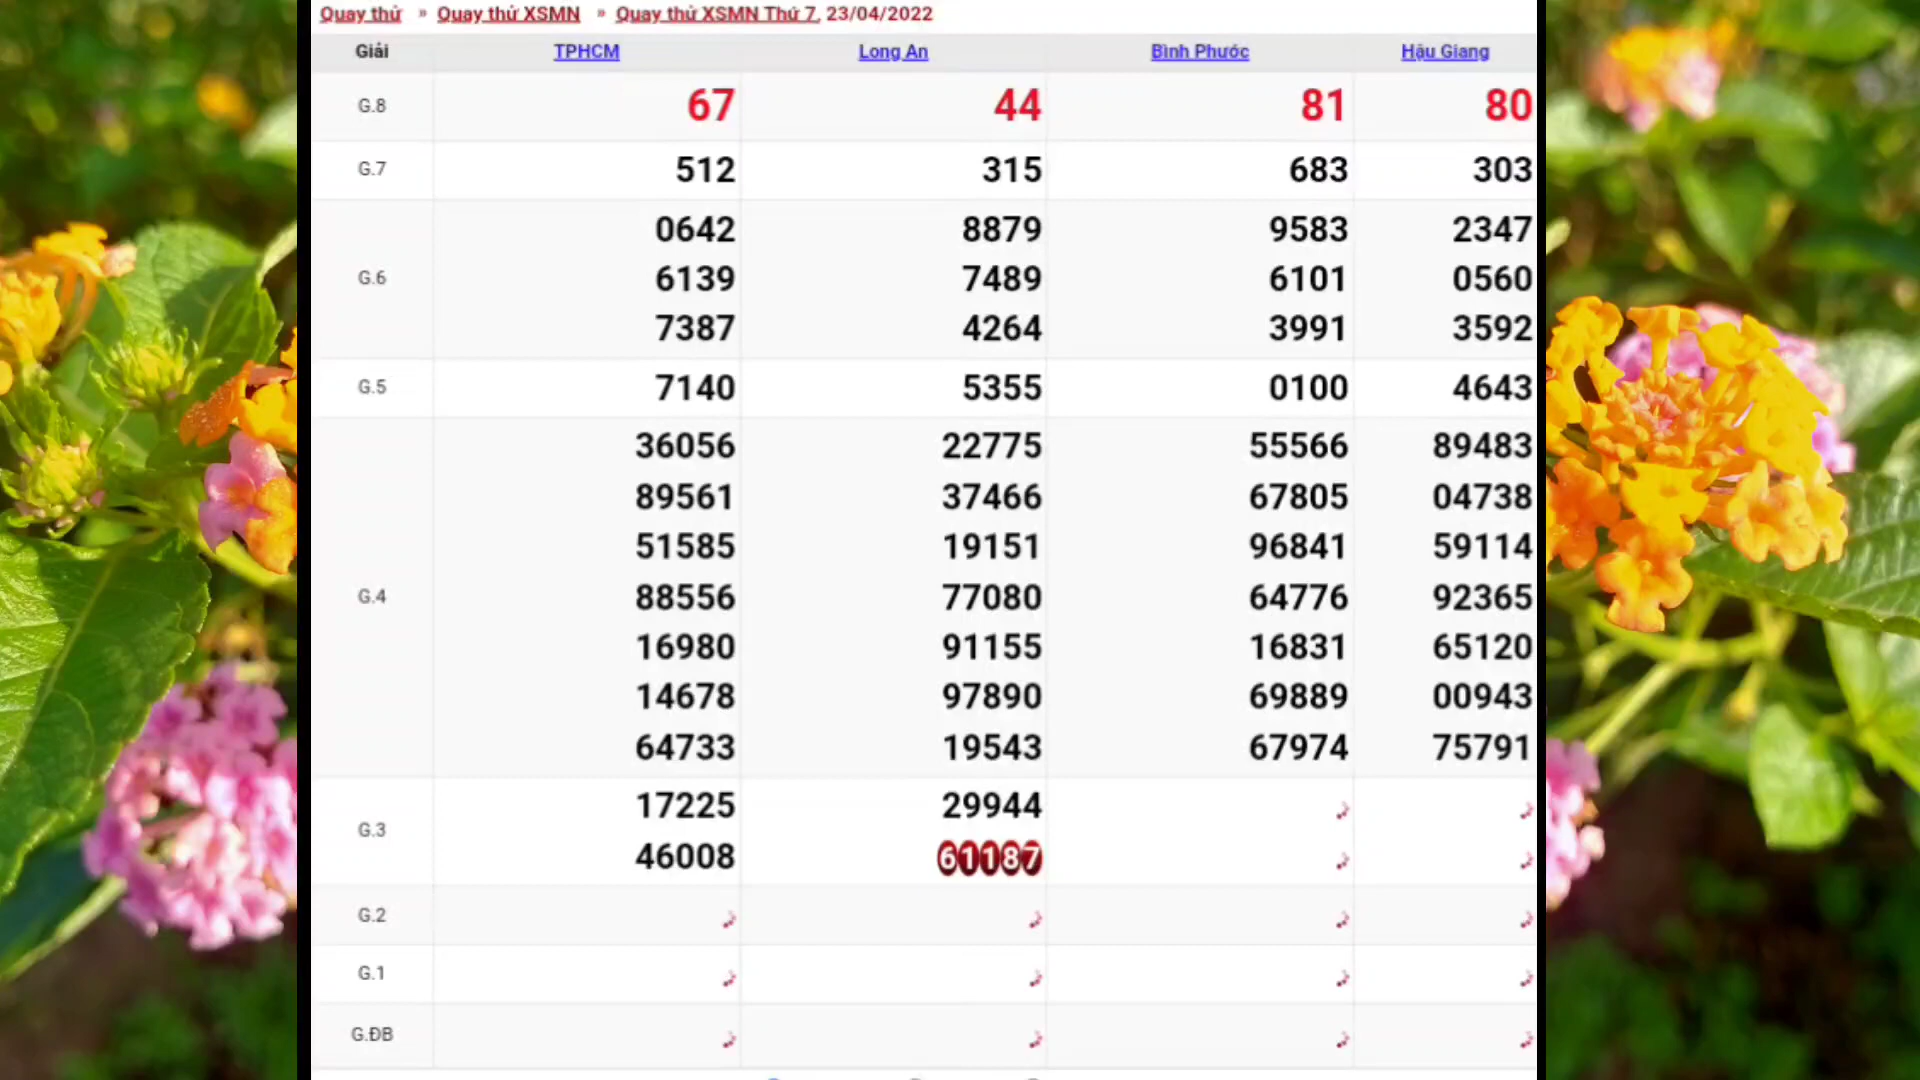 Quay thử » Quay thử XSMN » Quay thử XSMN Thứ 7, 23/04/2022
Giải TPHCM Long An Bình Phước Hậu Giang
G.8 67 44 81 80
G.7 512 315 683 303
0642 8879 9583 2347
G.6 6139 7489 6101 0560
7387 4264 3991 3592
G.5 7140 5355 0100 4643
36056 22775 55566 89483
89561 37466 67805 04738
51585 19151 96841 59114
G.4 88556 77080 64776 92365
16980 91155 16831 65120
14678 97890 69889 00943
64733 19543 67974 75791
G.3 17225 29944
46008 61187
G.2
G.1
G.ĐB